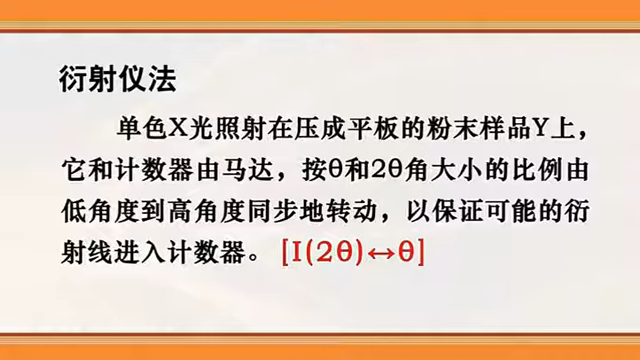 衍射仪法
单色X光照射在压成平板的粉末样品Y上，
它和计数器由马达，按θ和2θ角大小的比例由
低角度到高角度同步地转动，以保证可能的衍
射线进入计数器。[I(2θ)↔θ]